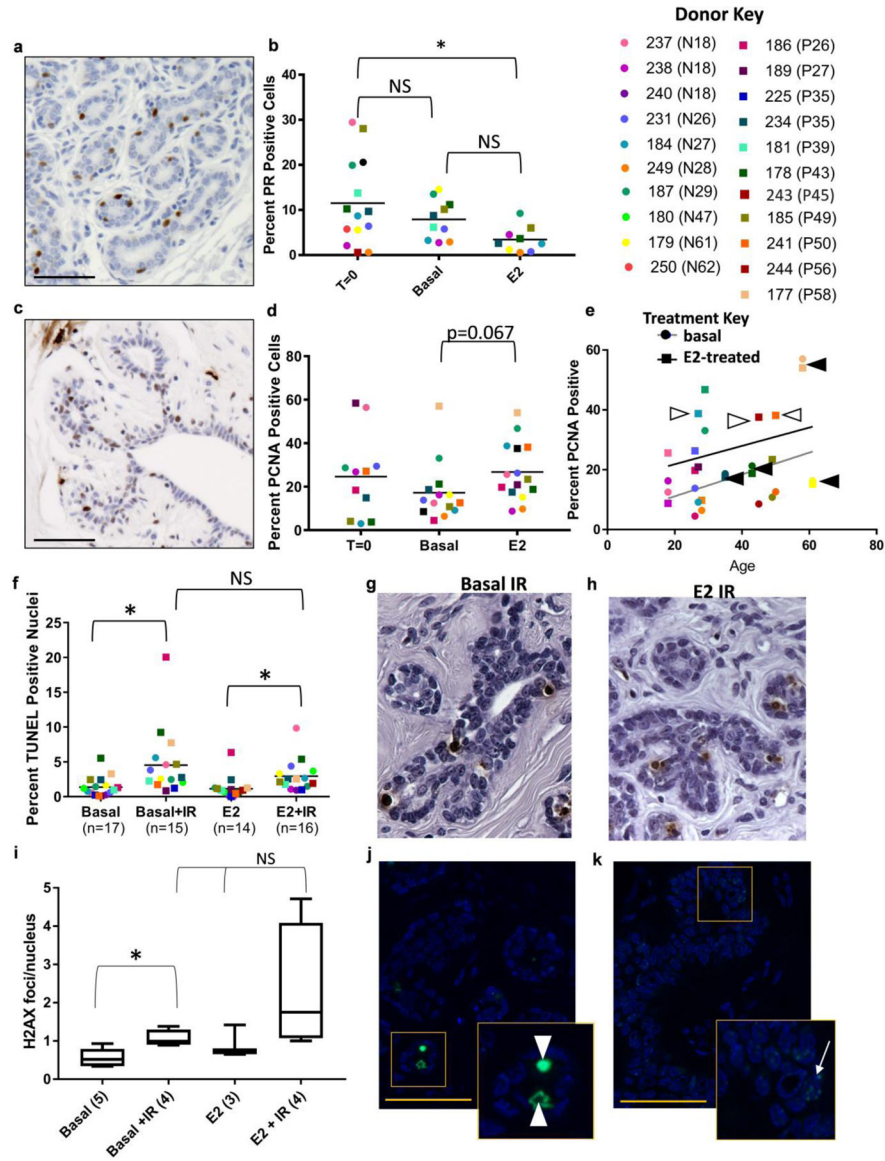 Donor Key
237 (N18)
238 (N18)
240 (N18)
231 (N26)
184 (N27)
249 (N28)
187 (N29)
180 (N47)
179 (N61)
250 (N62)
186 (P26)
189 (P27)
225 (P35)
234 (P35)
181 (P39)
178 (P43)
243 (P45)
185 (P49)
241 (P50)
244 (P56)
177 (P58)
a
b
*
NS
NS
Percent PR Positive Cells
40
30
20
10
0
T=0
Basal
E2
c
d
p=0.067
Percent PCNA Positive Cells
80
60
40
20
0
T=0
Basal
E2
e
Treatment Key
basal
E2-treated
Percent PCNA Positive
60
40
20
0
0
20
40
60
80
Age
f
NS
*
*
Percent TUNEL Positive Nuclei
25
20
15
10
5
0
Basal
(n=17)
Basal+IR
(n=15)
E2
(n=14)
E2+IR
(n=16)
g
Basal IR
h
E2 IR
i
NS
*
H2AX foci/nucleus
5
4
3
2
1
0
Basal (5)
Basal +IR (4)
E2 (3)
E2 + IR (4)
j
k